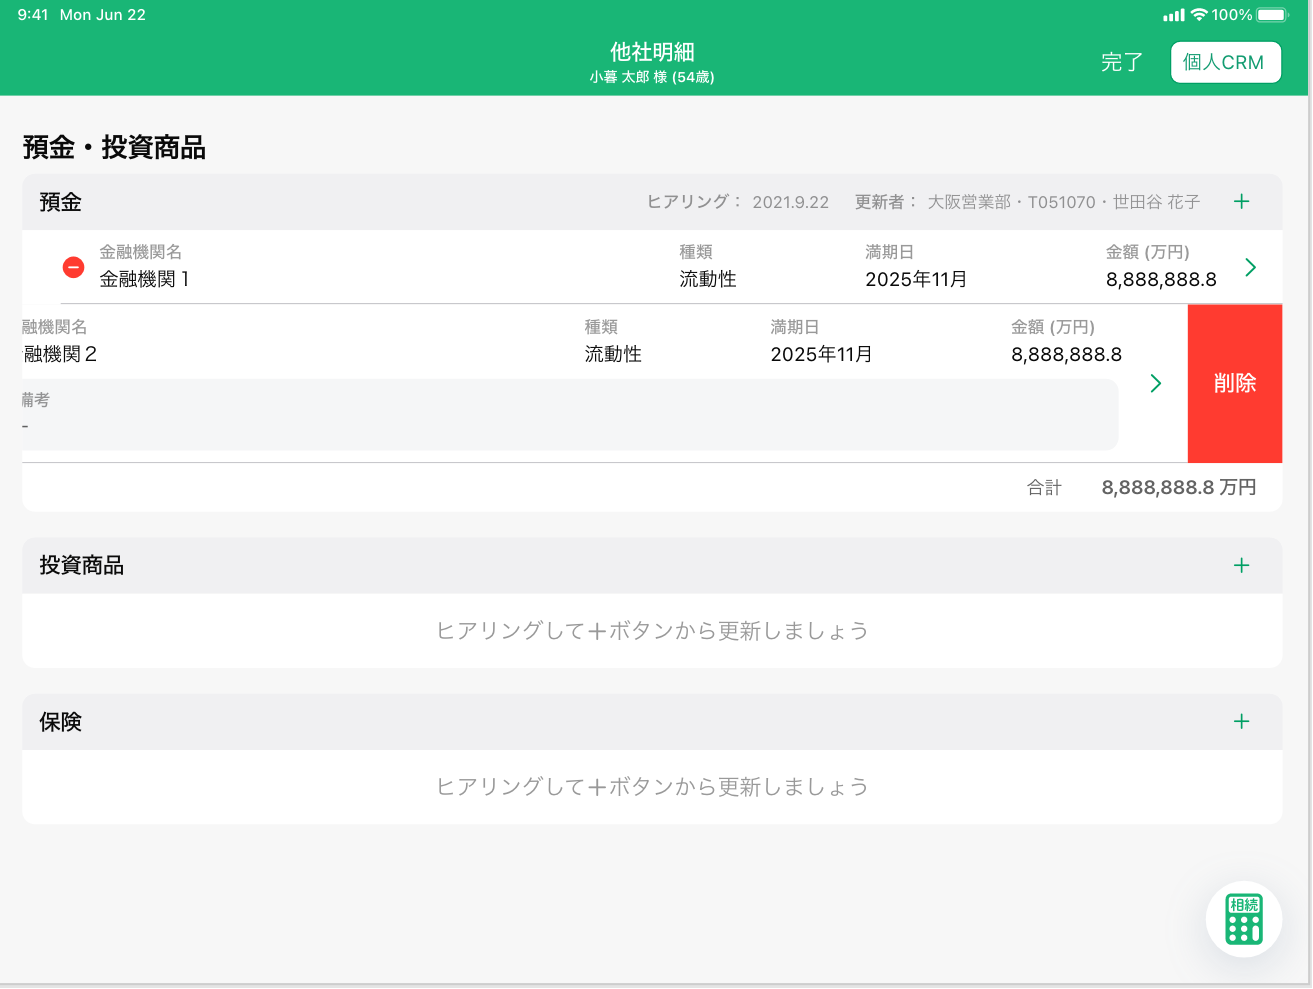 9:41 Mon Jun 22 100%
他社明細
小暮 太郎 様 (54歳)
完了
個人CRM
預金・投資商品
預金 ヒアリング： 2021.9.22 更新者： 大阪営業部・T051070・世田谷 花子 +
金融機関名 種類 満期日 金額 (万円)
金融機関１ 流動性 2025年11月 8,888,888.8
融機関名 種類 満期日 金額 (万円)
融機関２ 流動性 2025年11月 8,888,888.8
削除
備考
-
合計 8,888,888.8 万円
投資商品 +
ヒアリングして＋ボタンから更新しましょう
保険 +
ヒアリングして＋ボタンから更新しましょう
相続